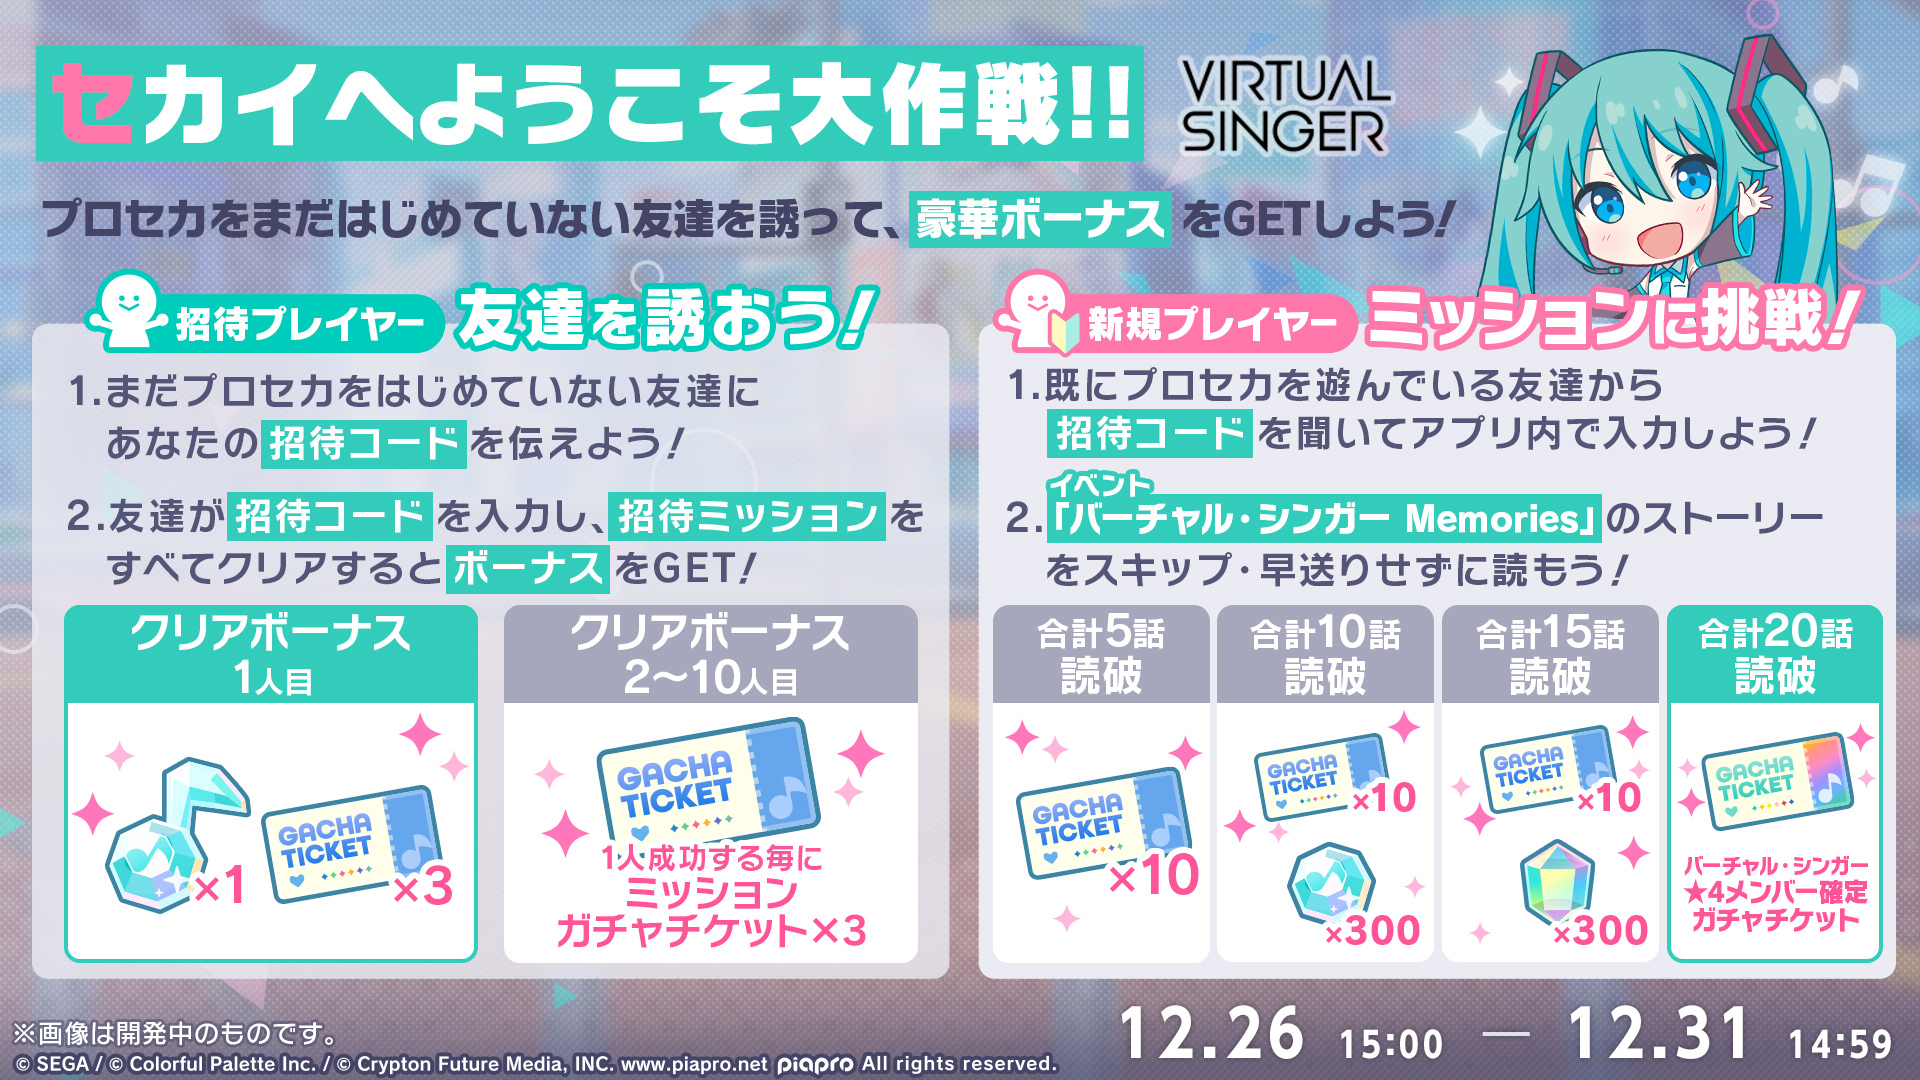 セカイへようこそ大作戦!!
VIRTUAL
SINGER
プロセカをまだはじめていない友達を誘って、豪華ボーナスをGETしよう!
招待プレイヤー 友達を誘おう!
1.まだプロセカをはじめていない友達に
あなたの招待コードを伝えよう!
2.友達が招待コードを入力し、招待ミッションを
すべてクリアするとボーナスをGET!
クリアボーナス
1人目
×1
GACHA
TICKET
×3
クリアボーナス
2〜10人目
GACHA
TICKET
1人成功する毎に
ミッション
ガチャチケット×3
新規プレイヤー ミッションに挑戦!
1.既にプロセカを遊んでいる友達から
招待コードを聞いてアプリ内で入力しよう!
イベント
2.「バーチャル・シンガー Memories」のストーリー
をスキップ・早送りせずに読もう!
合計5話
読破
GACHA
TICKET
×10
合計10話
読破
GACHA
TICKET
×10
×300
合計15話
読破
GACHA
TICKET
×10
×300
合計20話
読破
GACHA
TICKET
バーチャル・シンガー
★4メンバー確定
ガチャチケット
※画像は開発中のものです。
© SEGA / © Colorful Palette Inc. / © Crypton Future Media, INC. www.piapro.net piapro All rights reserved.
12.26 15:00 — 12.31 14:59